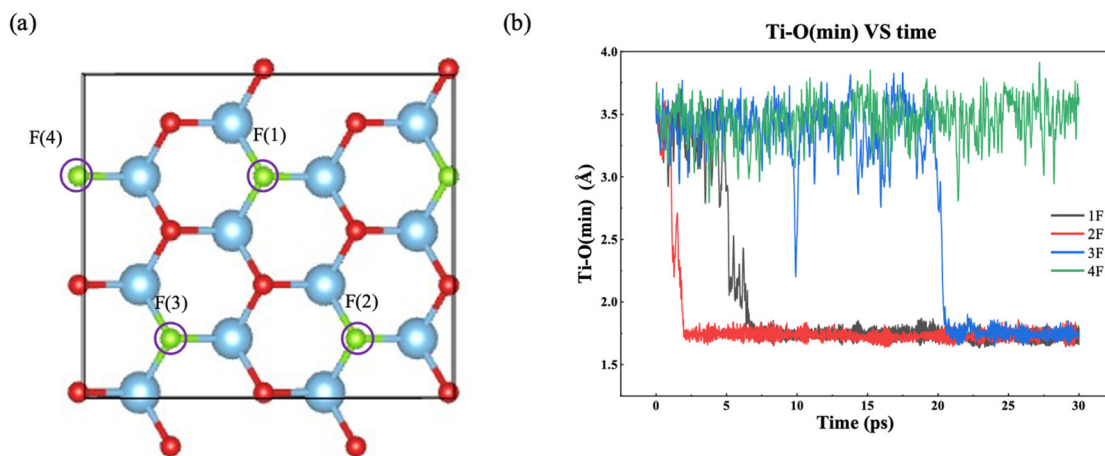 (a)
F(4)
F(1)
F(3)
F(2)
(b)
Ti-O(min) VS time
Ti-O(min) (Å)
4.0
3.5
3.0
2.5
2.0
1.5
1F
2F
3F
4F
0 5 10 15 20 25 30
Time (ps)